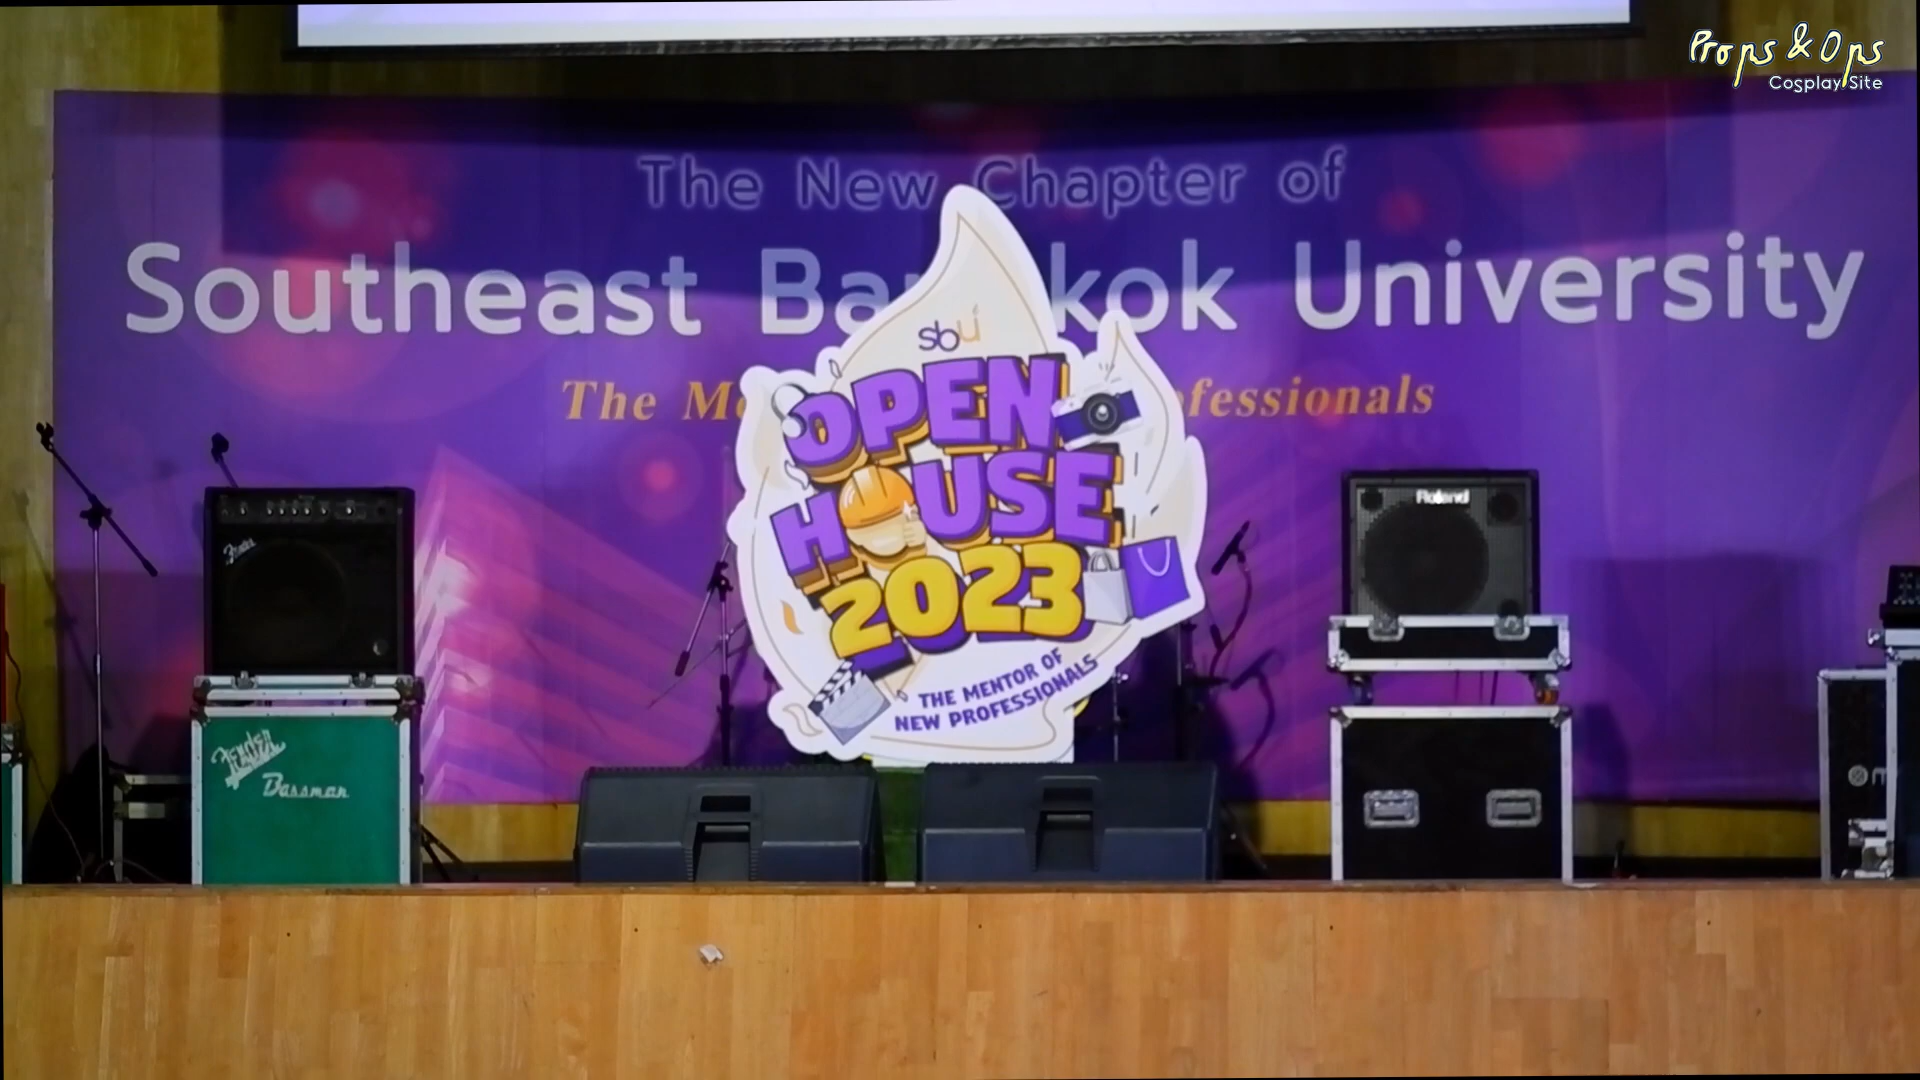 Props & Ops
Cosplay Site
The New Chapter of
Southeast Ba kok University
The M fessionals
sbu
OPEN
HOUSE
2023
THE MENTOR OF
NEW PROFESSIONALS
Roland
Fender
Fender
Bassman